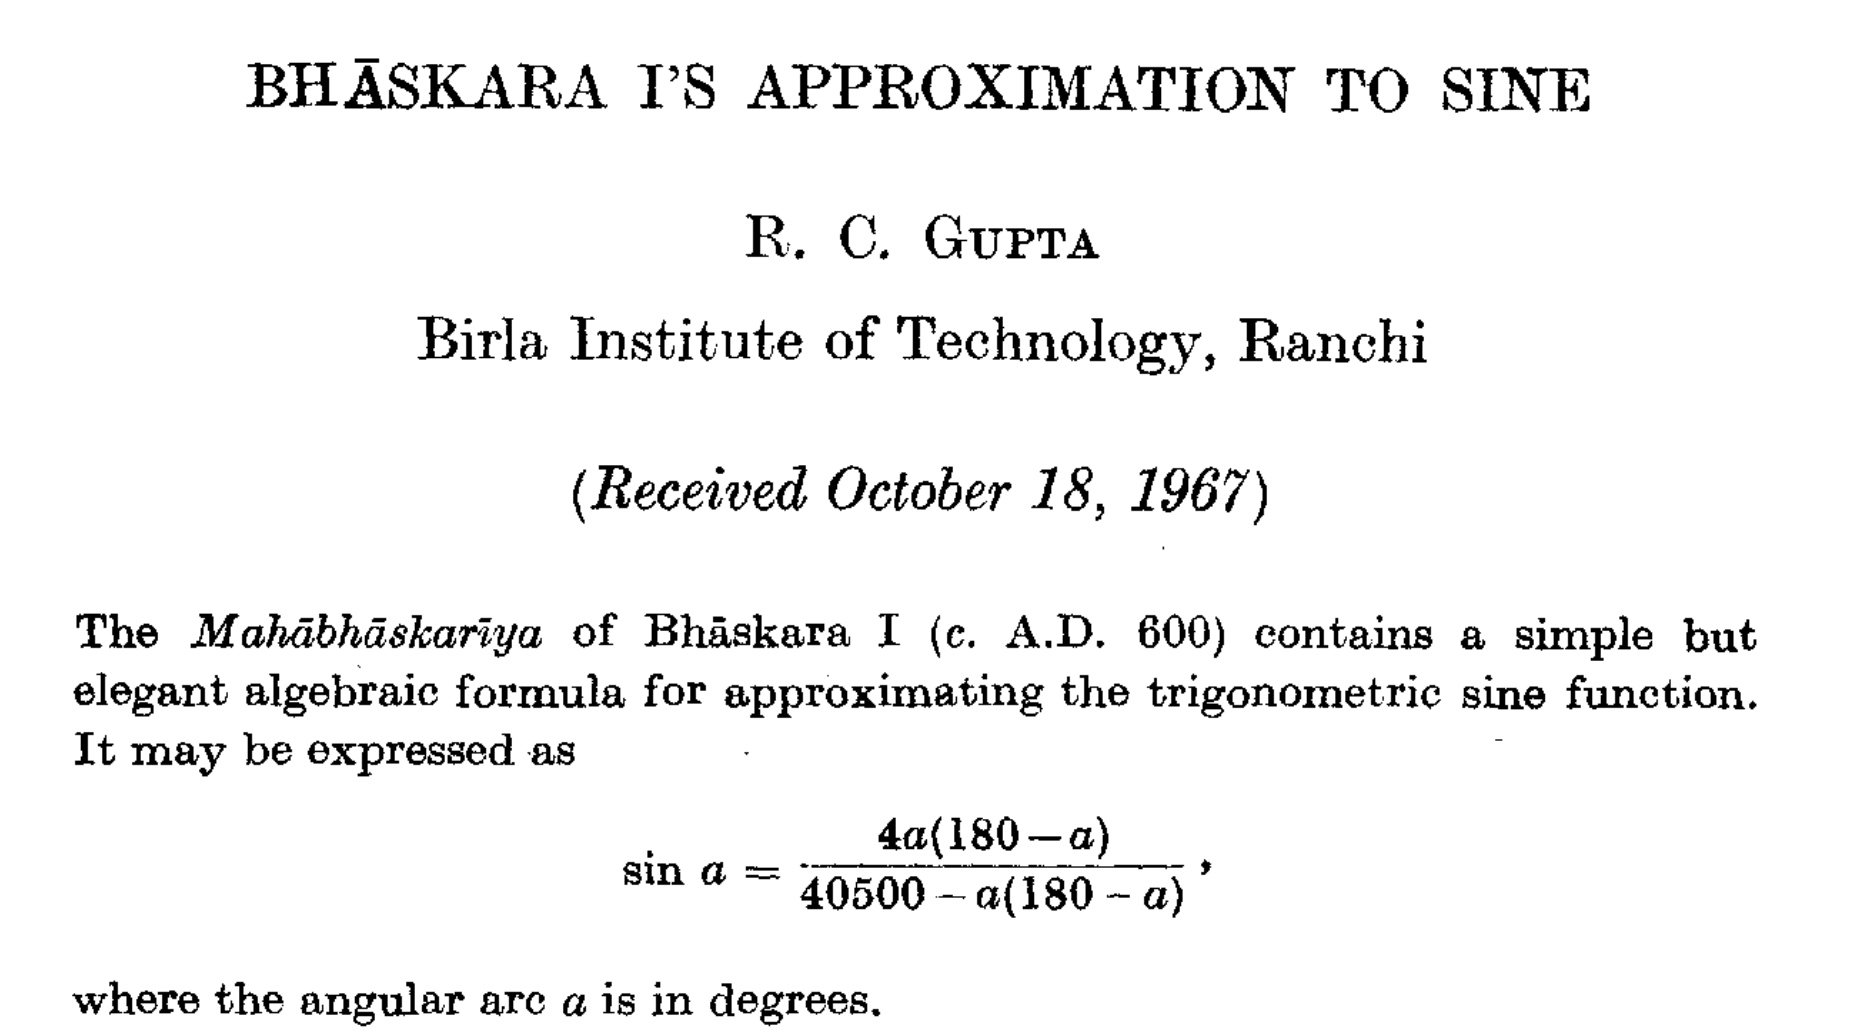 BHĀSKARA I'S APPROXIMATION TO SINE
R. C. GUPTA
Birla Institute of Technology, Ranchi
(Received October 18, 1967)
The Mahābhāskarīya of Bhāskara I (c. A.D. 600) contains a simple but
elegant algebraic formula for approximating the trigonometric sine function.
It may be expressed as
sin a = 4a(180−a) / 40500−a(180−a),
where the angular arc a is in degrees.